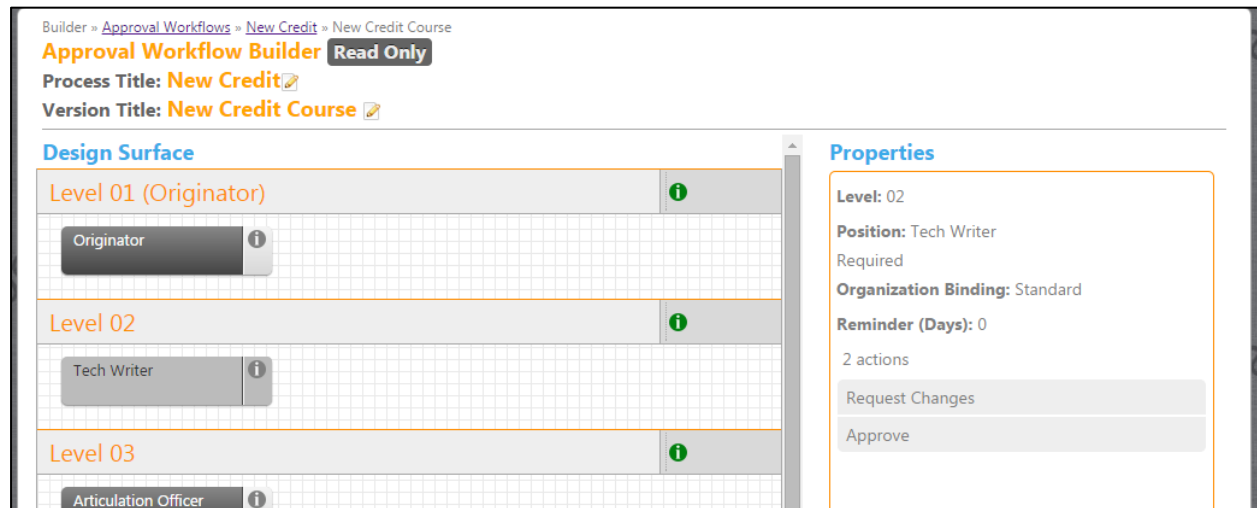 Builder » Approval Workflows » New Credit » New Credit Course
Approval Workflow Builder Read Only
Process Title: New Credit
Version Title: New Credit Course
Design Surface
Level 01 (Originator)
Originator
Level 02
Tech Writer
Level 03
Articulation Officer
Properties
Level: 02
Position: Tech Writer
Required
Organization Binding: Standard
Reminder (Days): 0
2 actions
Request Changes
Approve